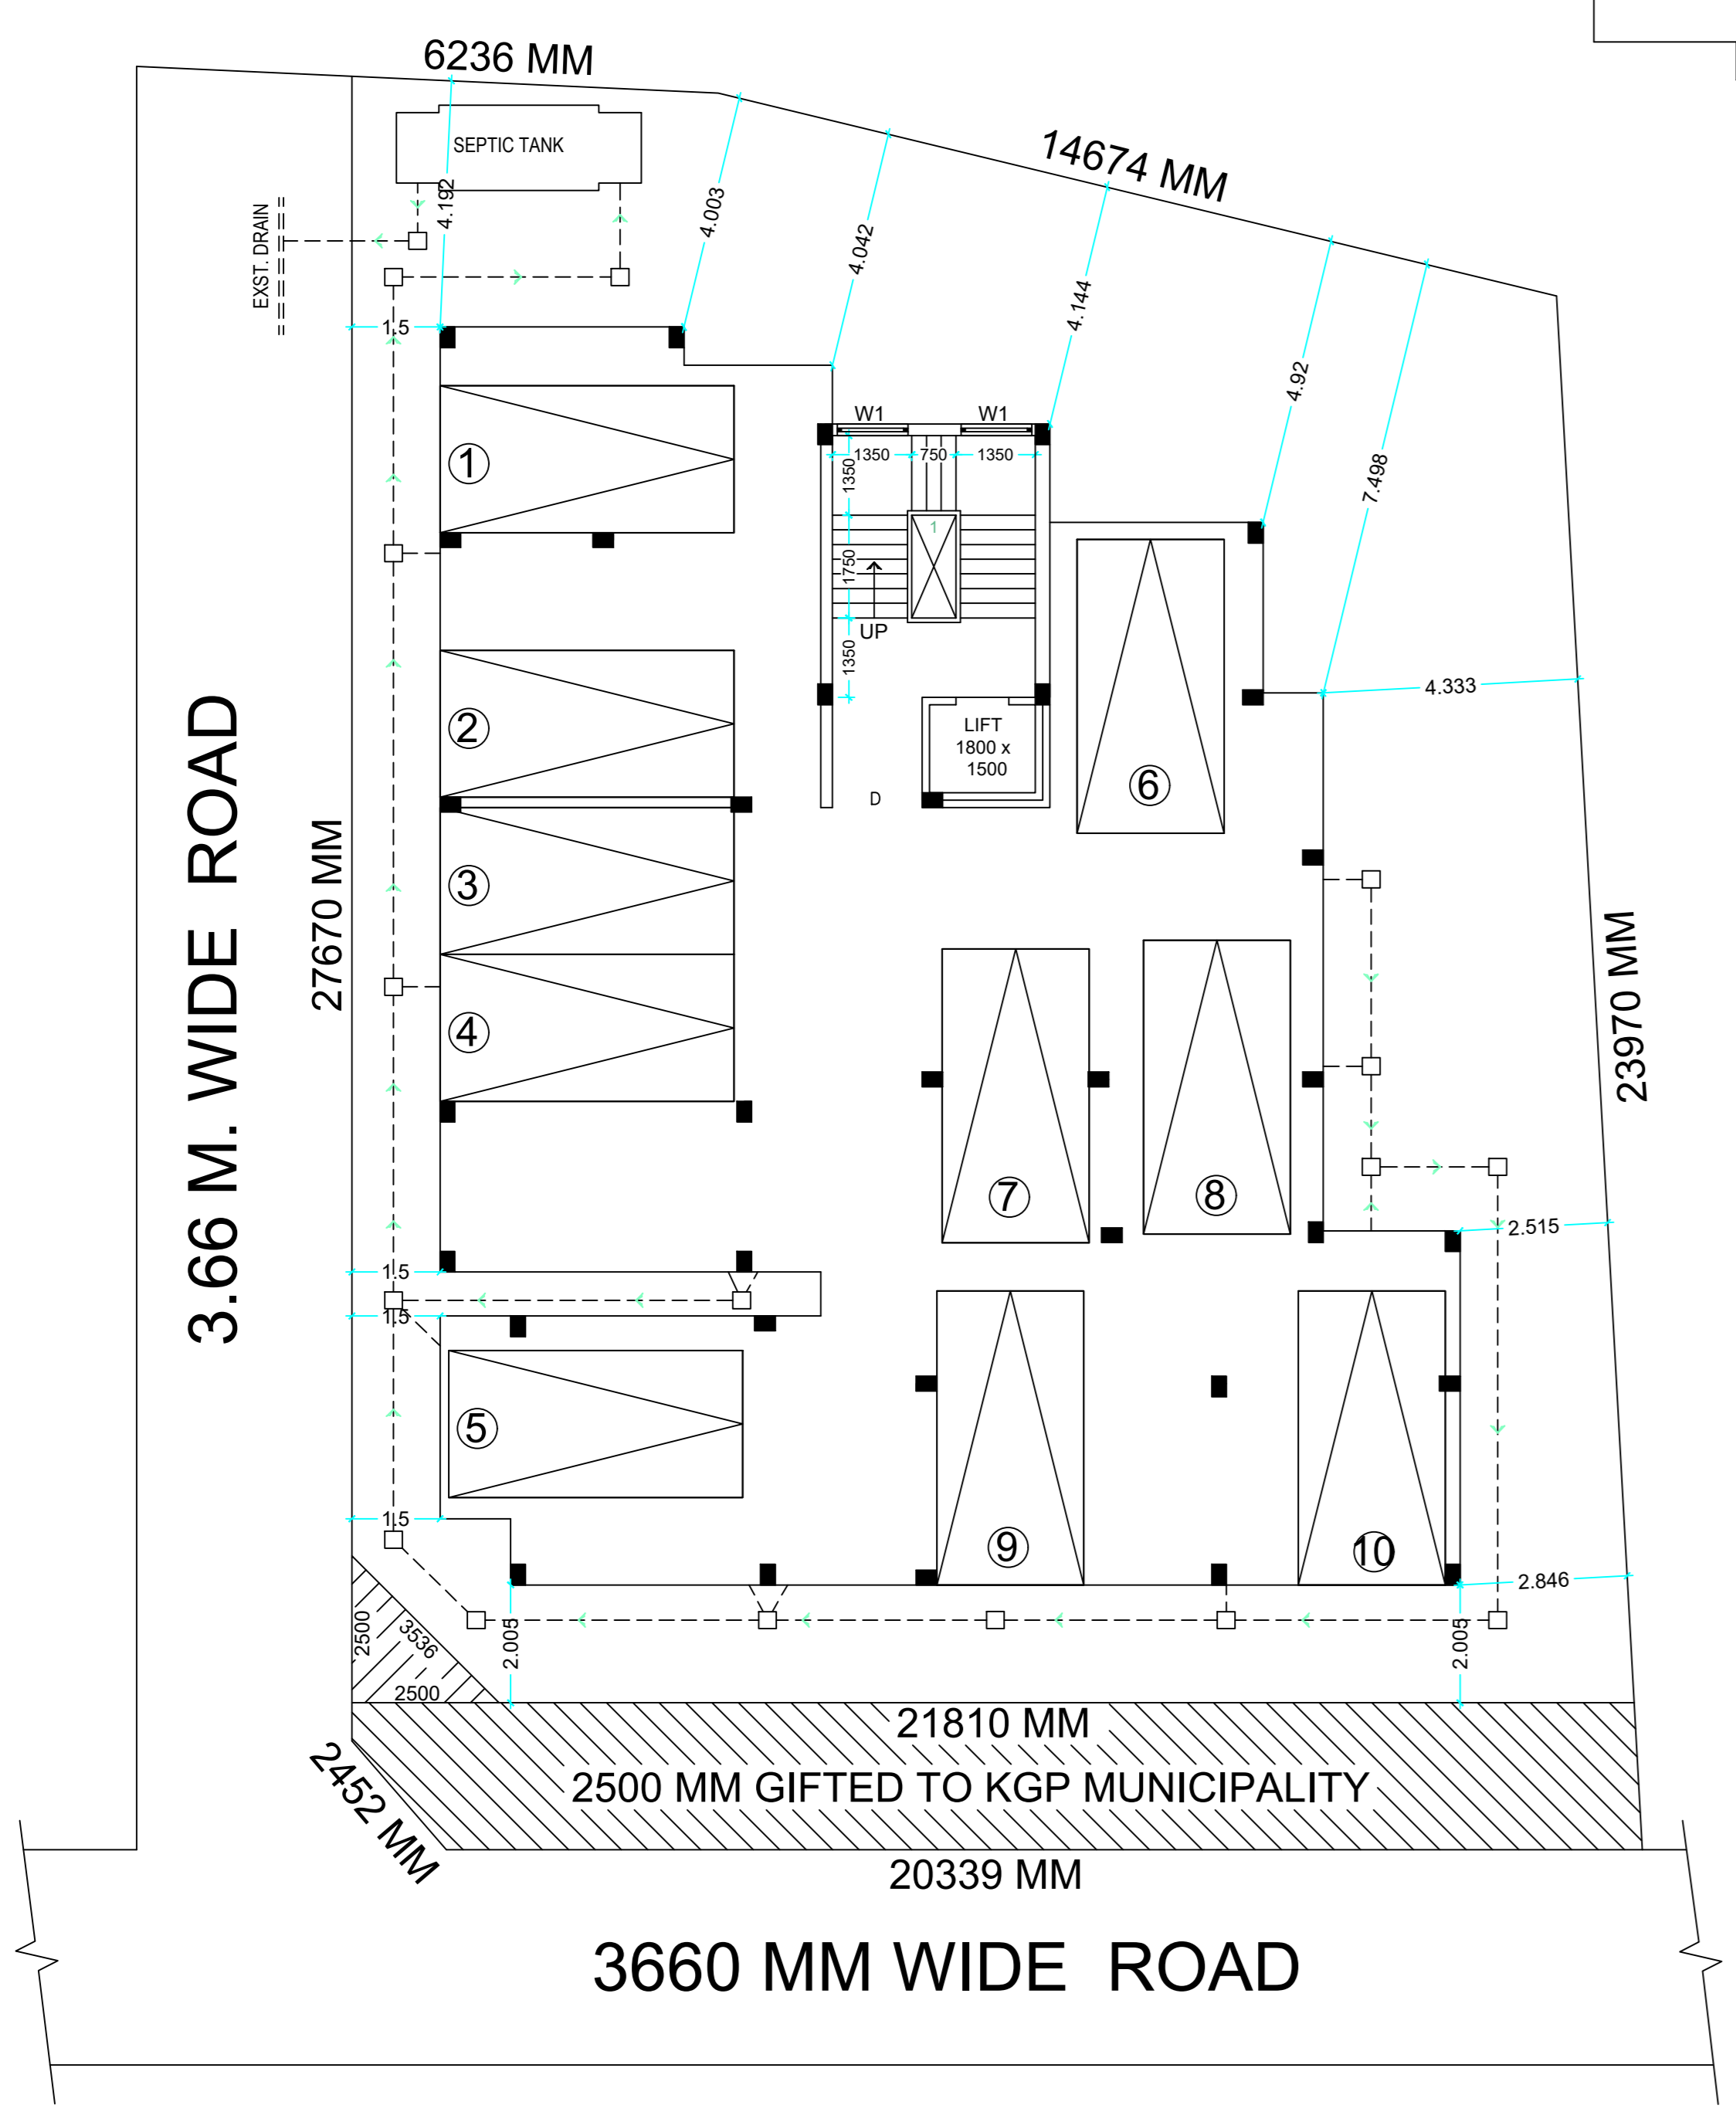 6236 MM
14674 MM
SEPTIC TANK
EXST. DRAIN
4.192
4.003
4.042
4.144
4.92
7.498
1.5
W1
W1
1350
750
1350
1350
1
1
1750
UP
1350
LIFT
1800 x
1500
D
4.333
2
6
3
4
3.66 M. WIDE ROAD
27670 MM
23970 MM
7
8
2.515
1.5
1.5
5
9
10
1.5
2.846
2500
3536
2500
2.005
2.005
21810 MM
2500 MM GIFTED TO KGP MUNICIPALITY
2452 MM
20339 MM
3660 MM WIDE ROAD